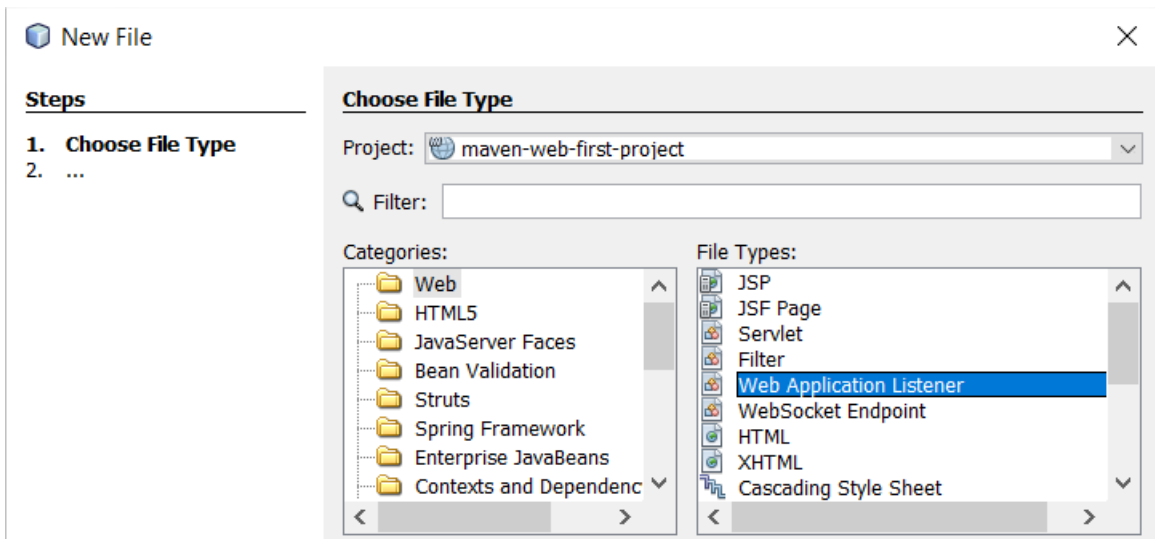 New File
Steps
1. Choose File Type
2. ...
Choose File Type
Project: maven-web-first-project
Filter:
Categories:
Web
HTML5
JavaServer Faces
Bean Validation
Struts
Spring Framework
Enterprise JavaBeans
Contexts and Dependenc
File Types:
JSP
JSF Page
Servlet
Filter
Web Application Listener
WebSocket Endpoint
HTML
XHTML
Cascading Style Sheet